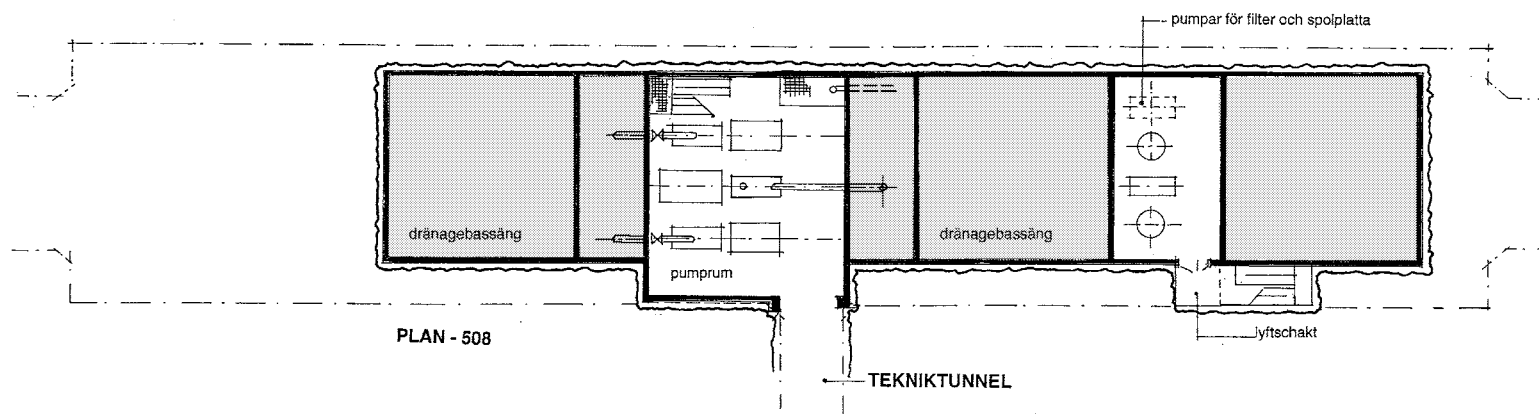 pumpar för filter och spolplatta
dränagebassäng
dränagebassäng
pumprum
lyftschakt
PLAN - 508
TEKNIKTUNNEL